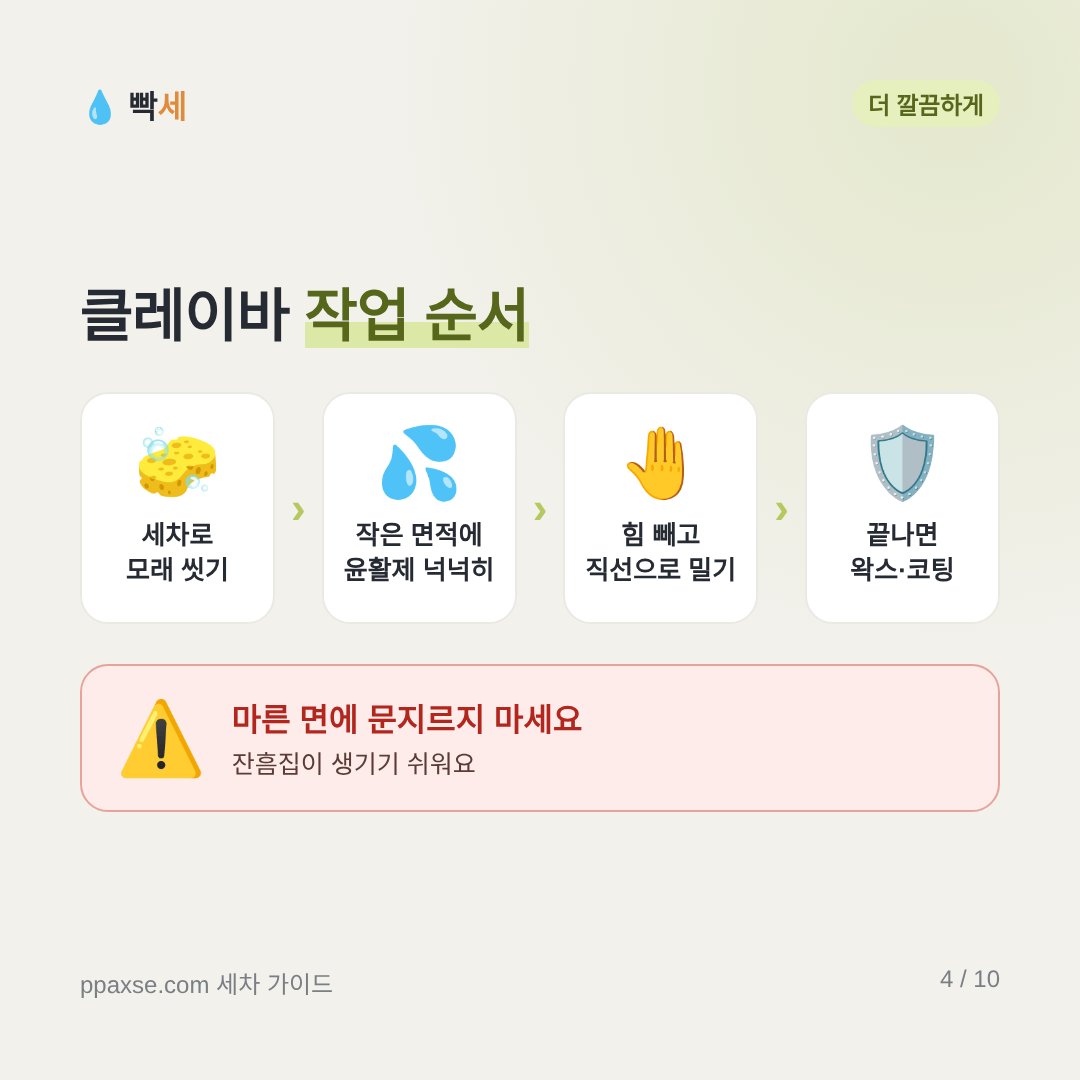 빡세
더 깔끔하게
클레이바 작업 순서
세차로
모래 씻기
›
작은 면적에
윤활제 넉넉히
›
힘 빼고
직선으로 밀기
›
끝나면
왁스·코팅
마른 면에 문지르지 마세요
잔흠집이 생기기 쉬워요
ppaxse.com 세차 가이드
4 / 10